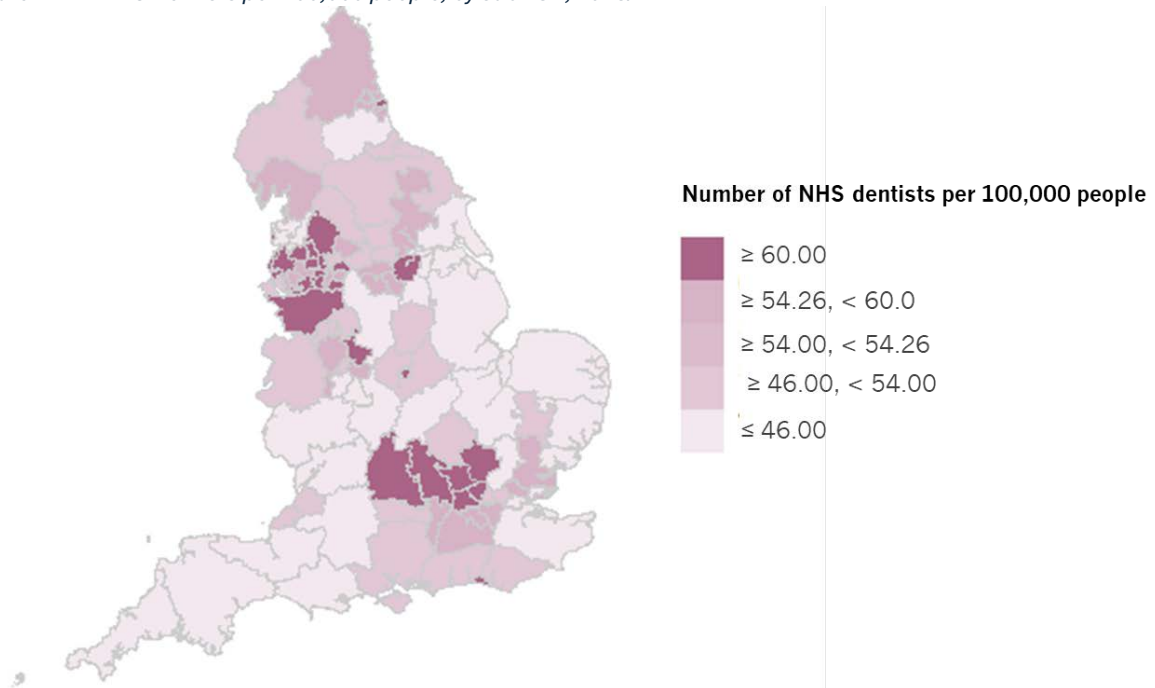 Number of NHS dentists per 100,000 people
≥ 60.00
≥ 54.26, < 60.0
≥ 54.00, < 54.26
≥ 46.00, < 54.00
≤ 46.00